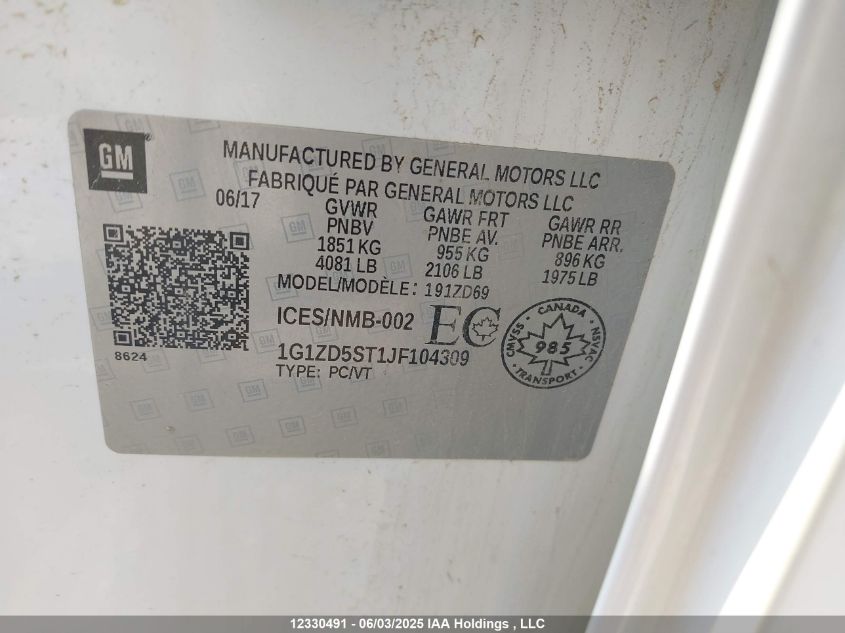 GM
MANUFACTURED BY GENERAL MOTORS LLC
FABRIQUÉ PAR GENERAL MOTORS LLC
06/17 GVWR GAWR FRT GAWR RR
PNBV PNBE AV. PNBE ARR.
1851 KG 955 KG 896 KG
4081 LB 2106 LB 1975 LB
MODEL/MODÈLE: 191ZD69
ICES/NMB-002 EC
1G1ZD5ST1JF104309
TYPE: PC/VT
8624
CANADA
CMVSS 985 NSVAC
TRANSPORT
12330491 - 06/03/2025 IAA Holdings , LLC